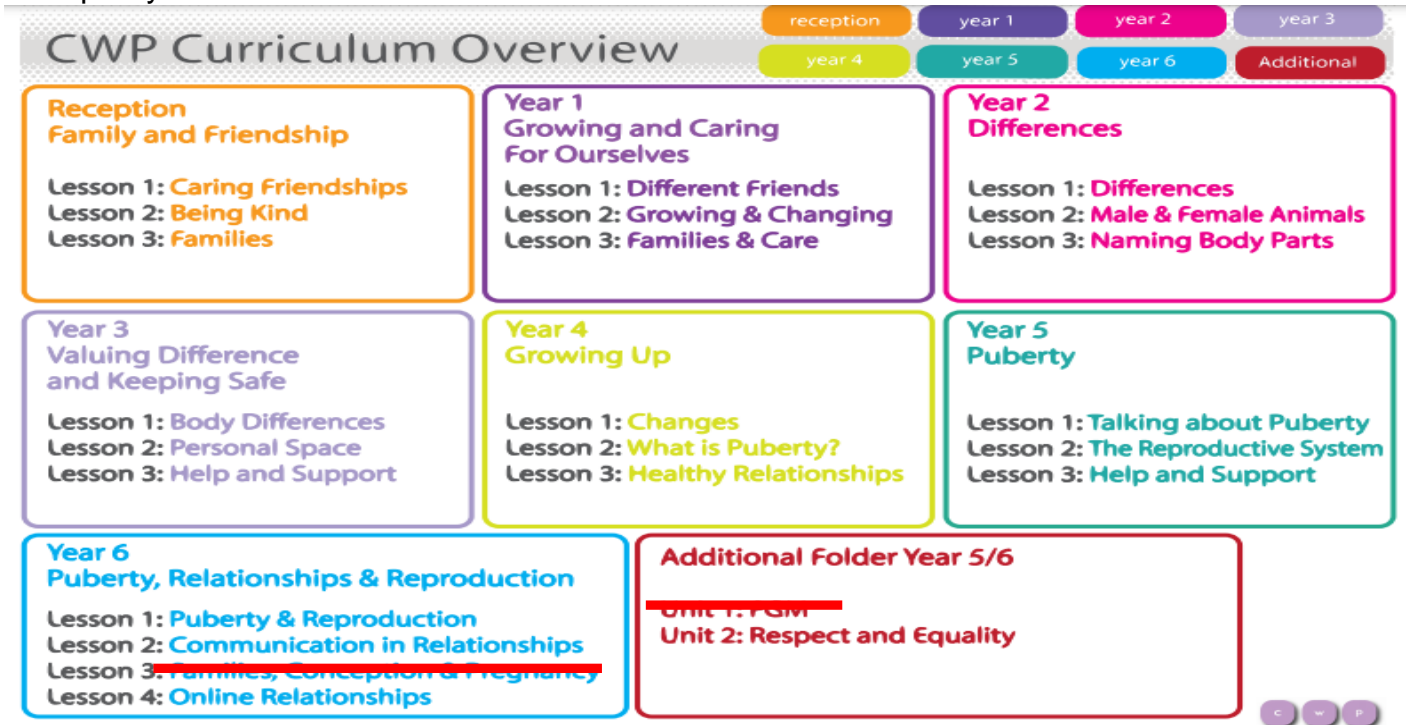 CWP Curriculum Overview
reception
year 1
year 2
year 3
year 4
year 5
year 6
Additional
Reception
Family and Friendship
Lesson 1: Caring Friendships
Lesson 2: Being Kind
Lesson 3: Families
Year 1
Growing and Caring
For Ourselves
Lesson 1: Different Friends
Lesson 2: Growing & Changing
Lesson 3: Families & Care
Year 2
Differences
Lesson 1: Differences
Lesson 2: Male & Female Animals
Lesson 3: Naming Body Parts
Year 3
Valuing Difference
and Keeping Safe
Lesson 1: Body Differences
Lesson 2: Personal Space
Lesson 3: Help and Support
Year 4
Growing Up
Lesson 1: Changes
Lesson 2: What is Puberty?
Lesson 3: Healthy Relationships
Year 5
Puberty
Lesson 1: Talking about Puberty
Lesson 2: The Reproductive System
Lesson 3: Help and Support
Year 6
Puberty, Relationships & Reproduction
Lesson 1: Puberty & Reproduction
Lesson 2: Communication in Relationships
Lesson 3: Families, Conception & Pregnancy
Lesson 4: Online Relationships
Additional Folder Year 5/6
Unit 1: FGM
Unit 2: Respect and Equality
C W P